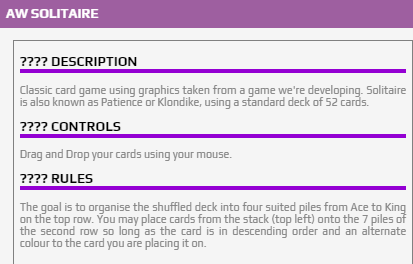 AW SOLITAIRE
???? DESCRIPTION
Classic card game using graphics taken from a game we're developing. Solitaire
is also known as Patience or Klondike, using a standard deck of 52 cards.
???? CONTROLS
Drag and Drop your cards using your mouse.
???? RULES
The goal is to organise the shuffled deck into four suited piles from Ace to King
on the top row. You may place cards from the stack (top left) onto the 7 piles of
the second row so long as the card is in descending order and an alternate
colour to the card you are placing it on.